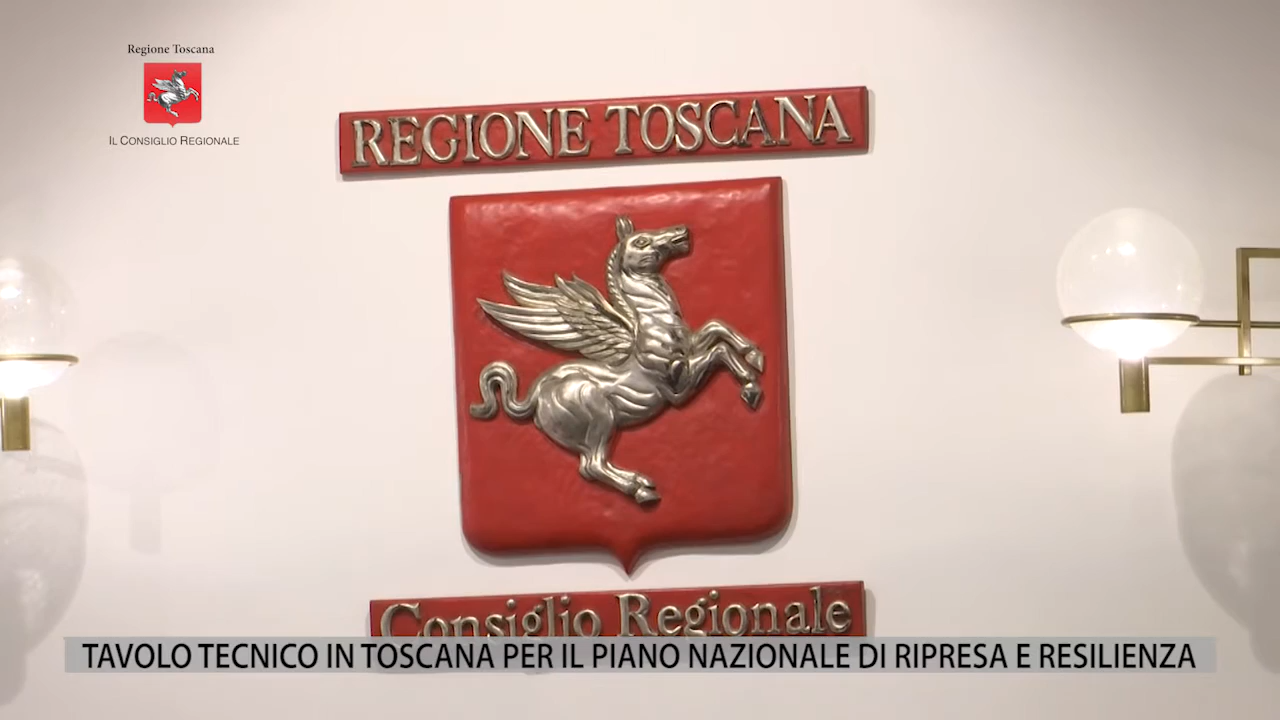 Regione Toscana
IL CONSIGLIO REGIONALE
REGIONE TOSCANA
Consiglio Regionale
TAVOLO TECNICO IN TOSCANA PER IL PIANO NAZIONALE DI RIPRESA E RESILIENZA